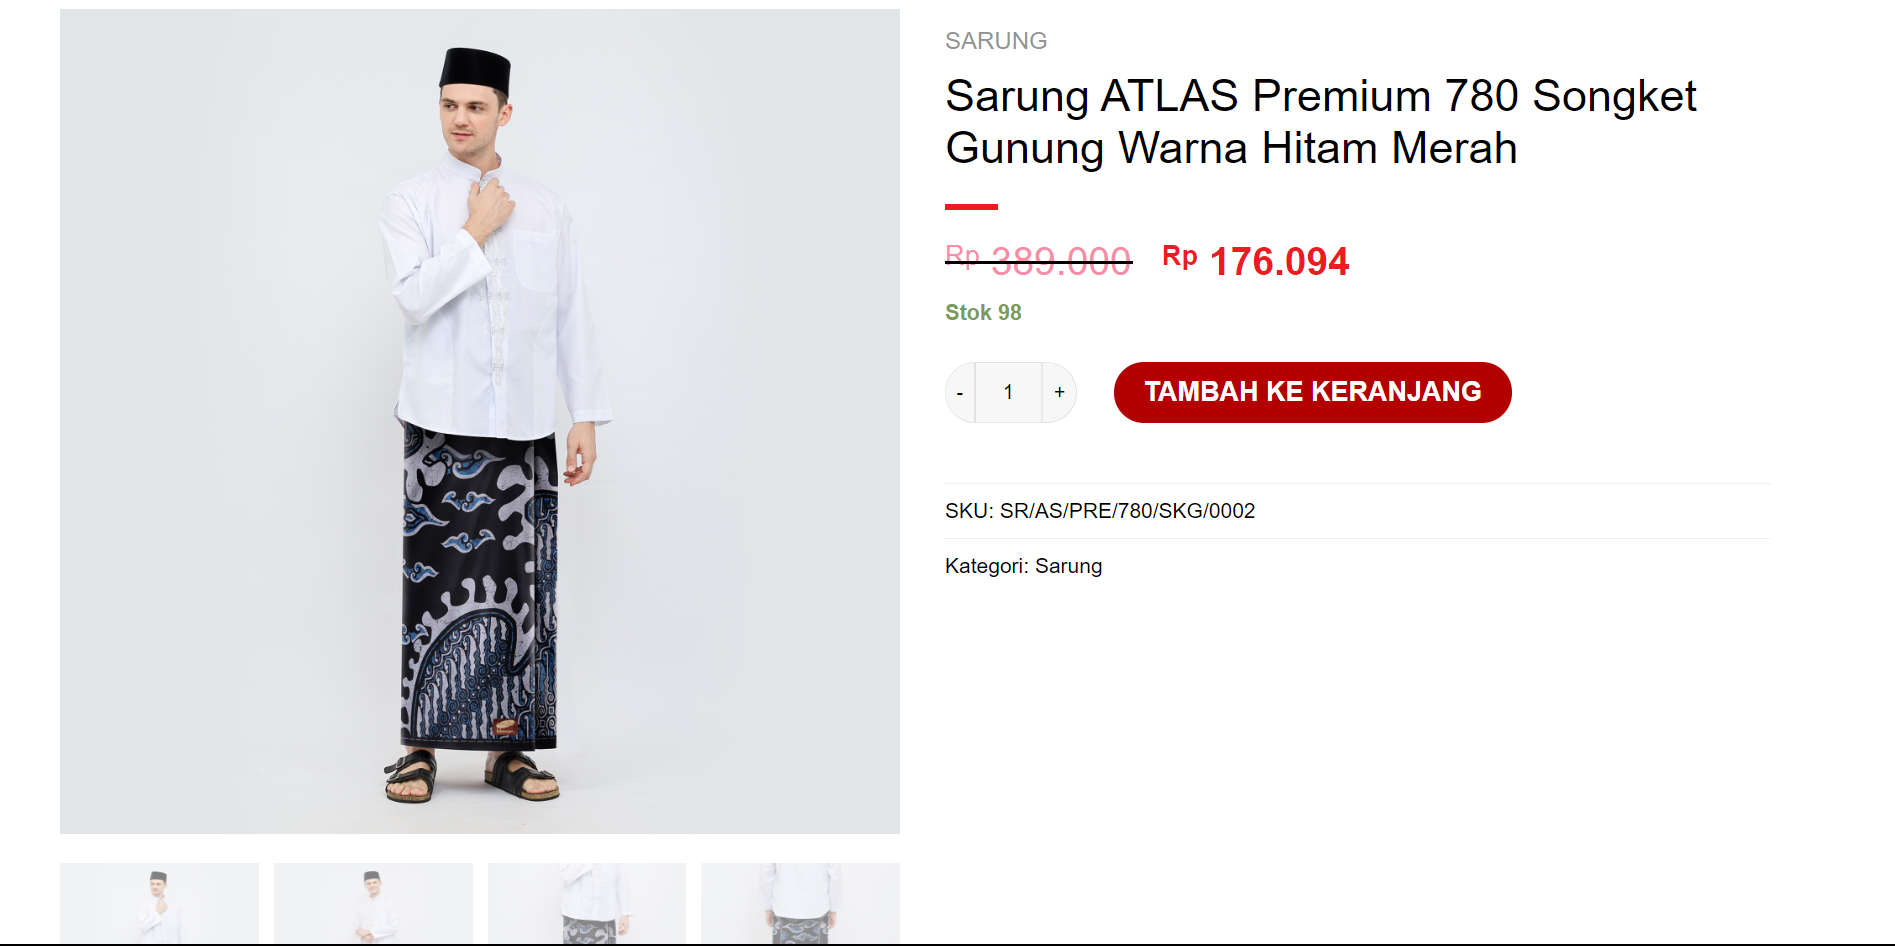 SARUNG
Sarung ATLAS Premium 780 Songket
Gunung Warna Hitam Merah
Rp 389.000 Rp 176.094
Stok 98
- 1 + TAMBAH KE KERANJANG
SKU: SR/AS/PRE/780/SKG/0002
Kategori: Sarung